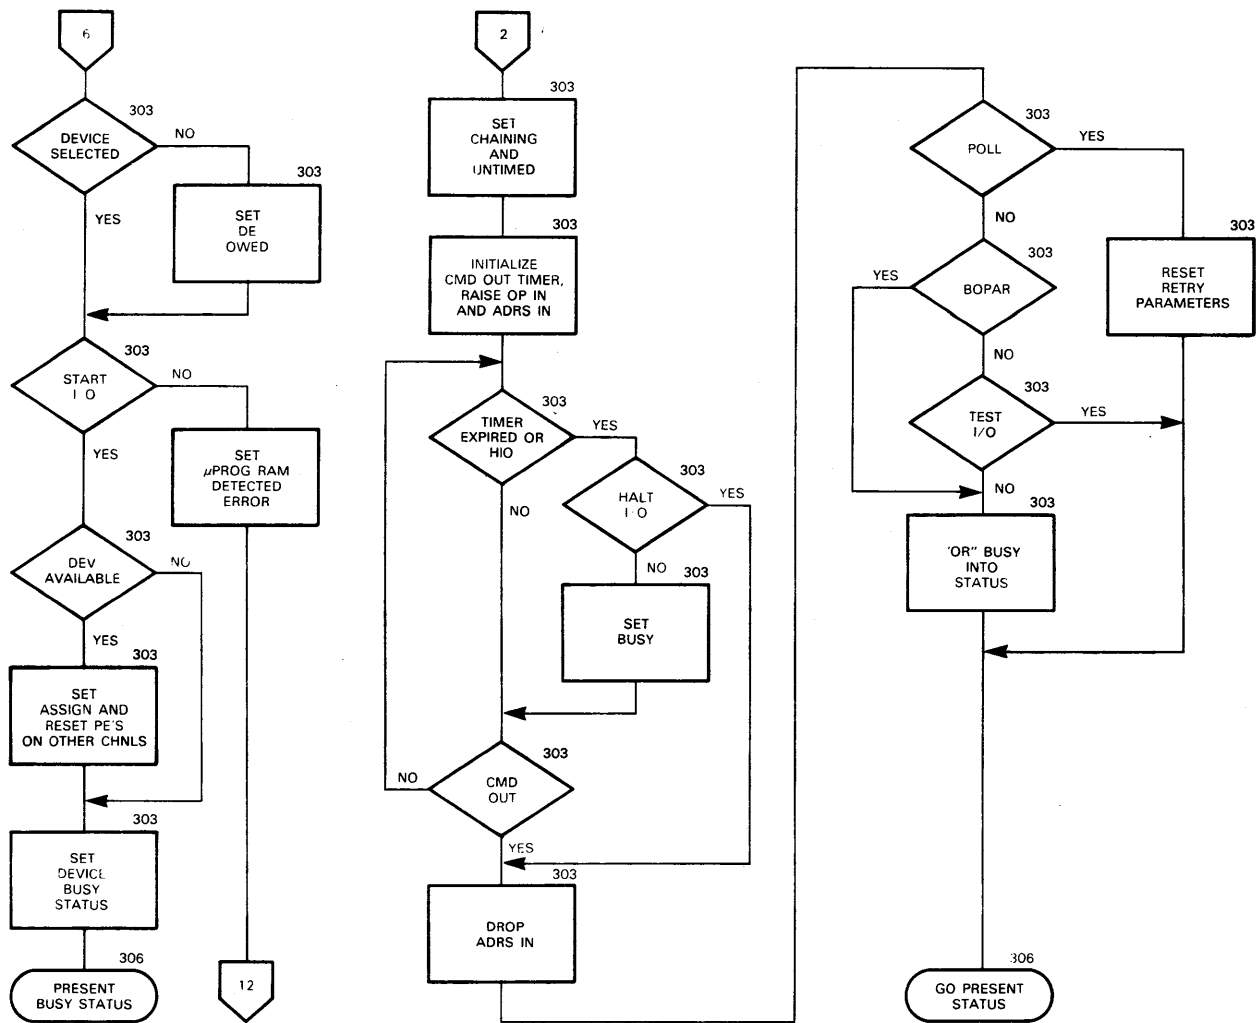 6
303
DEVICE
SELECTED
NO
303
SET
DE
OWED
YES
303
START
I O
NO
YES
SET
µPROG RAM
DETECTED
ERROR
303
DEV
AVAILABLE
NO
YES
303
SET
ASSIGN AND
RESET PE'S
ON OTHER CHNLS
303
SET
DEVICE
BUSY
STATUS
306
PRESENT
BUSY STATUS
12
2
303
SET
CHAINING
AND
UNTIMED
303
INITIALIZE
CMD OUT TIMER,
RAISE OP IN
AND ADRS IN
303
TIMER
EXPIRED OR
HIO
YES
NO
303
HALT
I O
YES
NO
303
SET
BUSY
303
CMD
OUT
NO
YES
303
DROP
ADRS IN
303
POLL
YES
NO
303
RESET
RETRY
PARAMETERS
303
BOPAR
YES
NO
303
TEST
I/O
YES
NO
303
'OR" BUSY
INTO
STATUS
306
GO PRESENT
STATUS